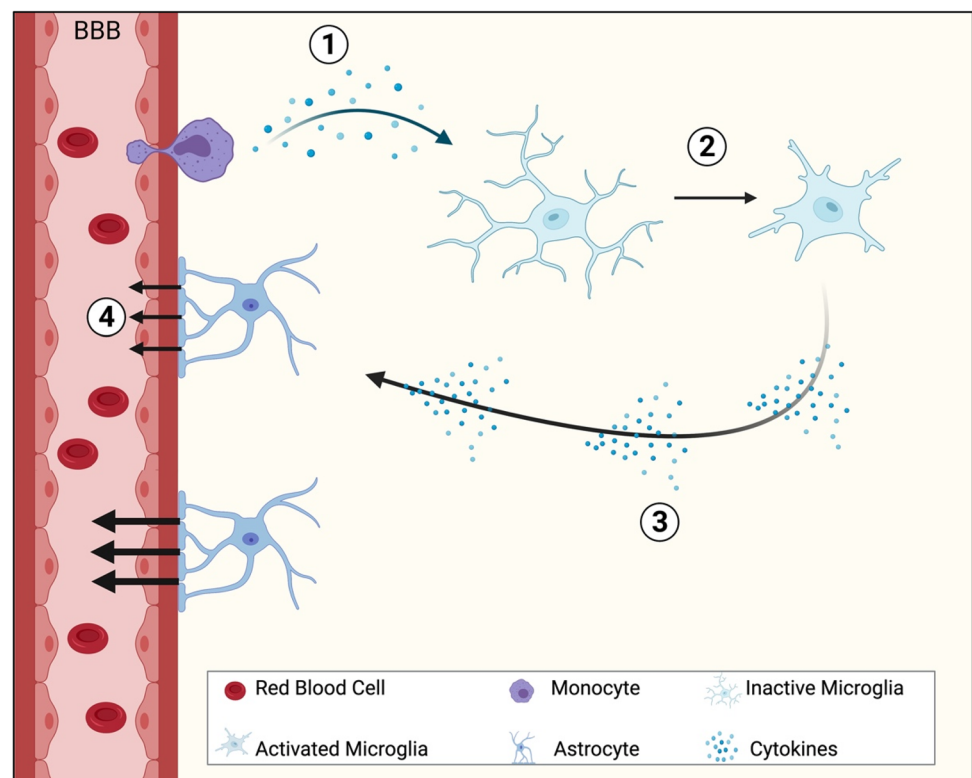 BBB
1
2
4
3
Red Blood Cell
Monocyte
Inactive Microglia
Activated Microglia
Astrocyte
Cytokines